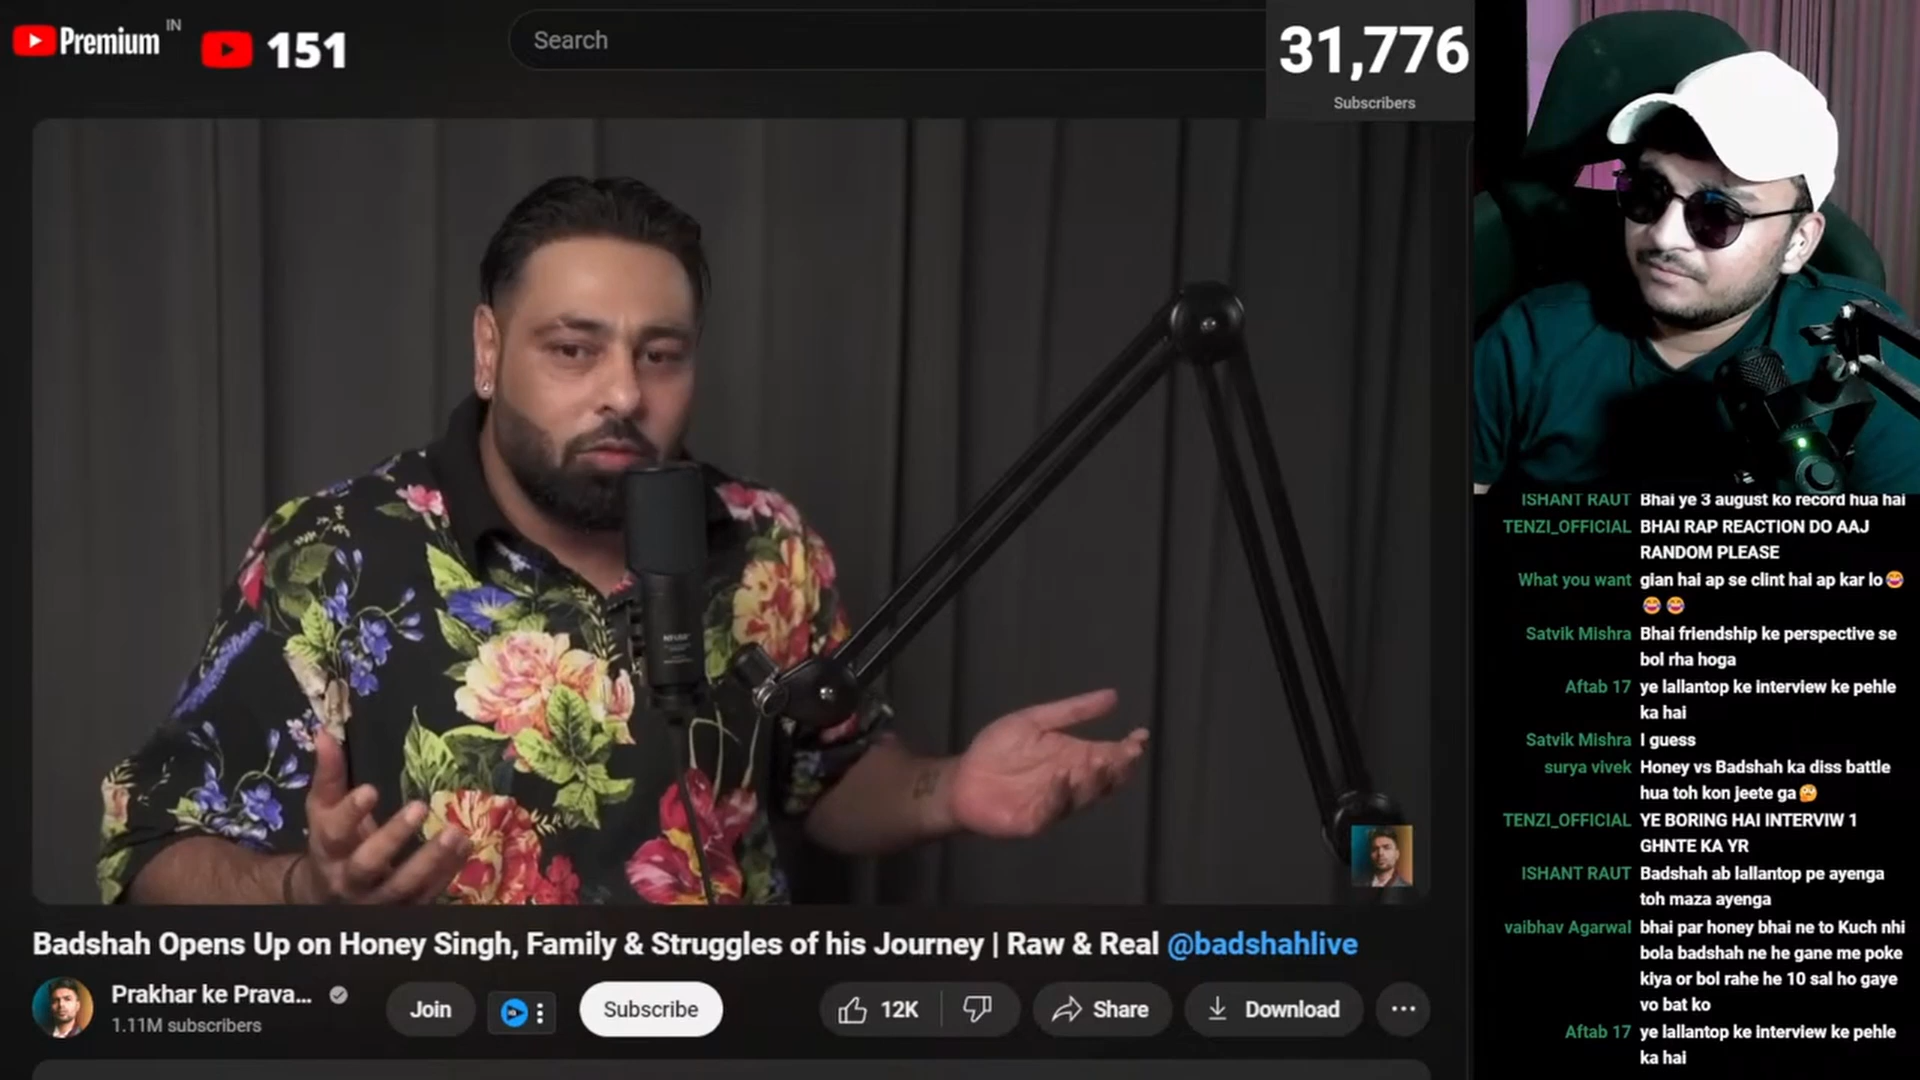 Premium IN
151
Search
31,776
Subscribers
Badshah Opens Up on Honey Singh, Family & Struggles of his Journey | Raw & Real @badshahlive
Prakhar ke Prava...
1.11M subscribers
Join
Subscribe
12K
Share
Download
ISHANT RAUT Bhai ye 3 august ko record hua hai
TENZI_OFFICIAL BHAI RAP REACTION DO AAJ
RANDOM PLEASE
What you want gian hai ap se clint hai ap kar lo😂
😂😂
Satvik Mishra Bhai friendship ke perspective se
bol rha hoga
Aftab 17 ye lallantop ke interview ke pehle
ka hai
Satvik Mishra I guess
surya vivek Honey vs Badshah ka diss battle
hua toh kon jeete ga
TENZI_OFFICIAL YE BORING HAI INTERVIW 1
GHNTE KA YR
ISHANT RAUT Badshah ab lallantop pe ayenga
toh maza ayenga
vaibhav Agarwal bhai par honey bhai ne to Kuch nhi
bola badshah ne he gane me poke
kiya or bol rahe he 10 sal ho gaye
vo bat ko
Aftab 17 ye lallantop ke interview ke pehle
ka hai